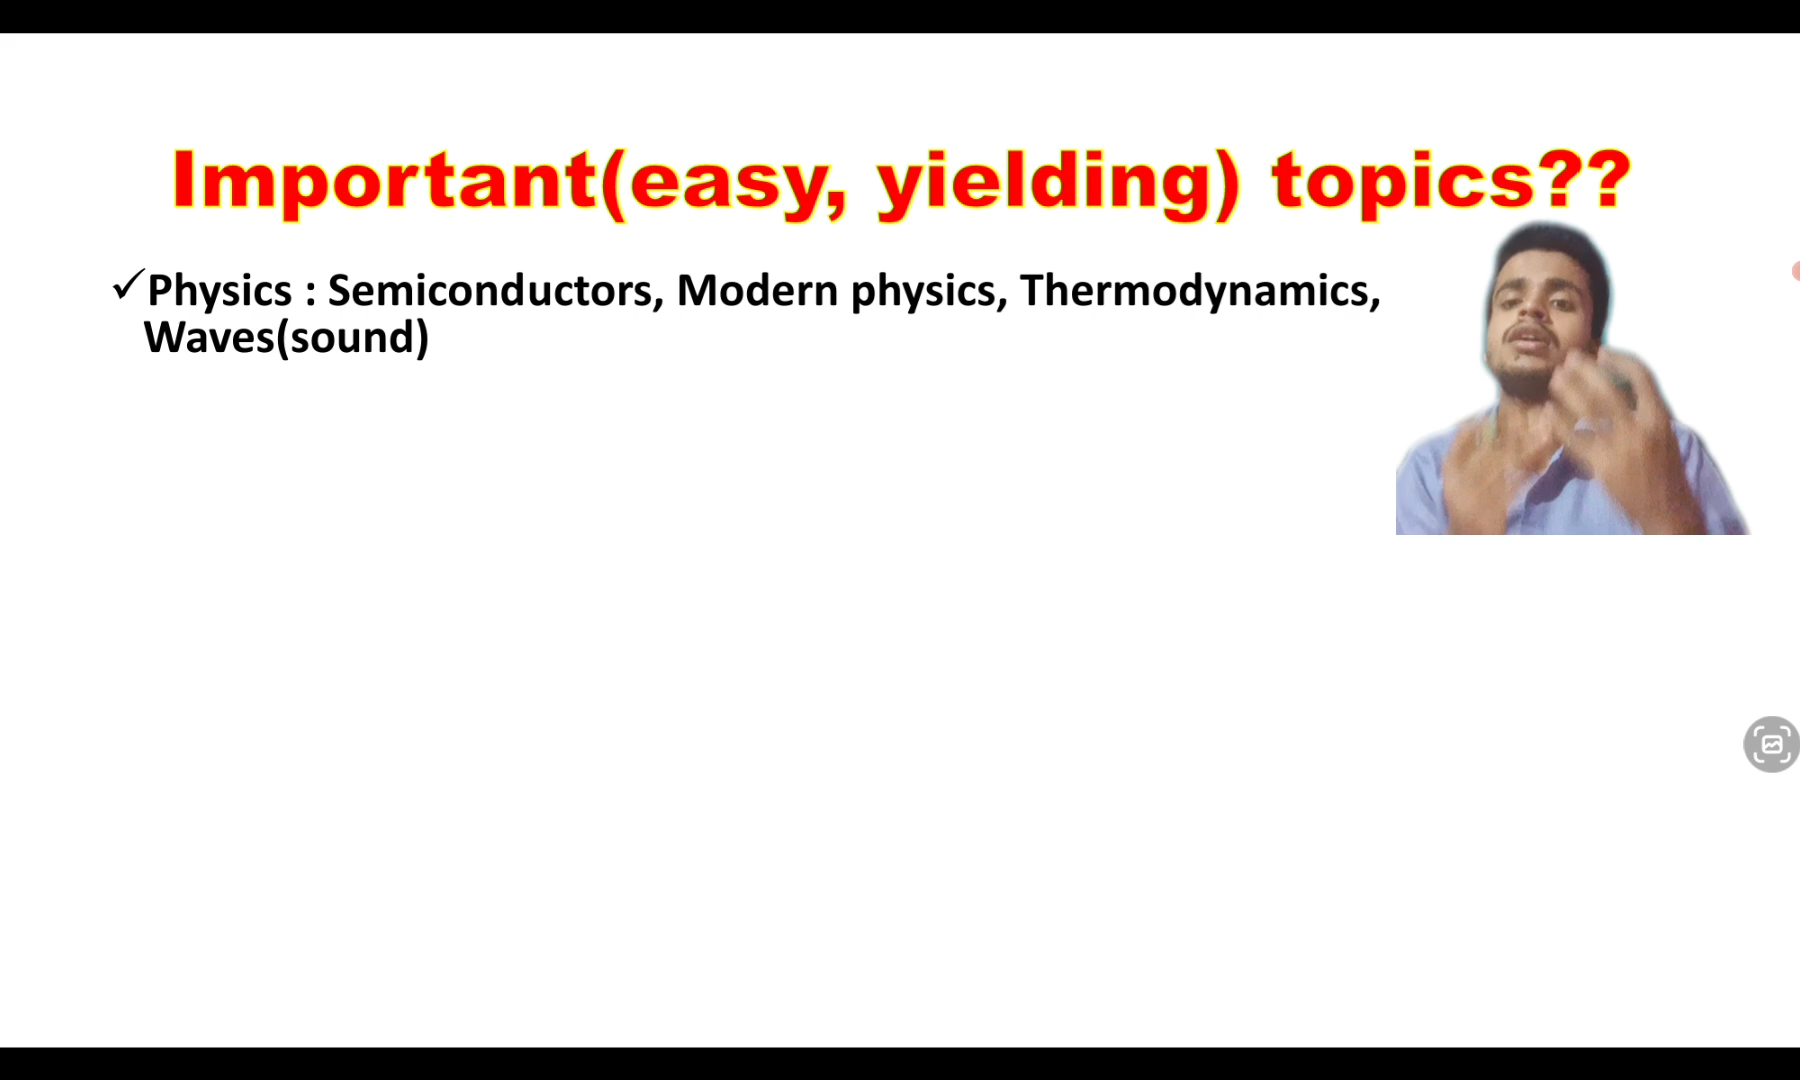 Important(easy, yielding) topics??
✓Physics : Semiconductors, Modern physics, Thermodynamics,
Waves(sound)